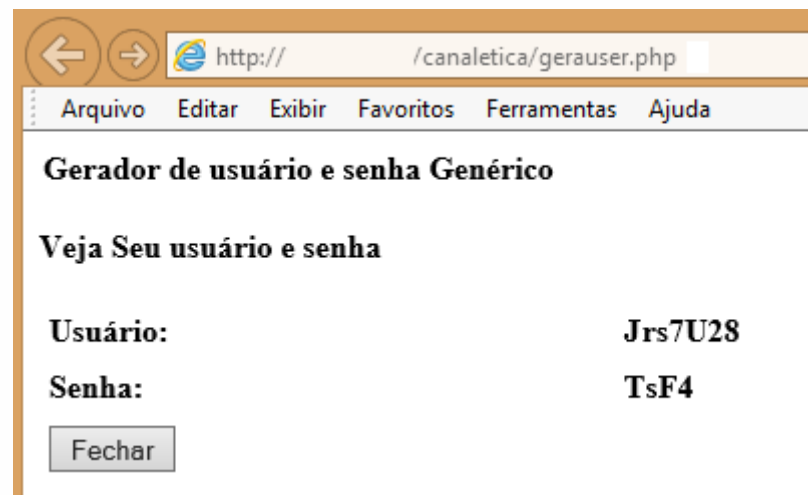 http:// /canaletica/gerauser.php
Arquivo Editar Exibir Favoritos Ferramentas Ajuda
Gerador de usuário e senha Genérico
Veja Seu usuário e senha
Usuário: Jrs7U28
Senha: TsF4
Fechar